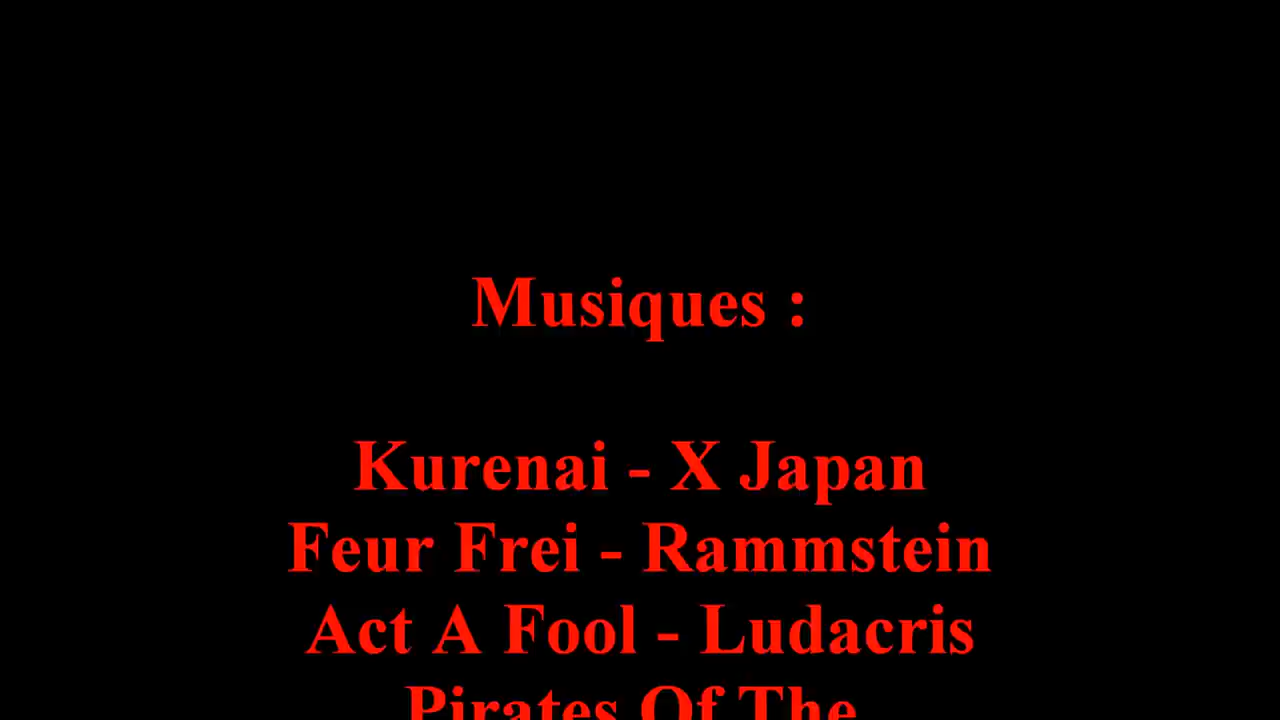 Musiques :
Kurenai - X Japan
Feur Frei - Rammstein
Act A Fool - Ludacris
Pirates Of The